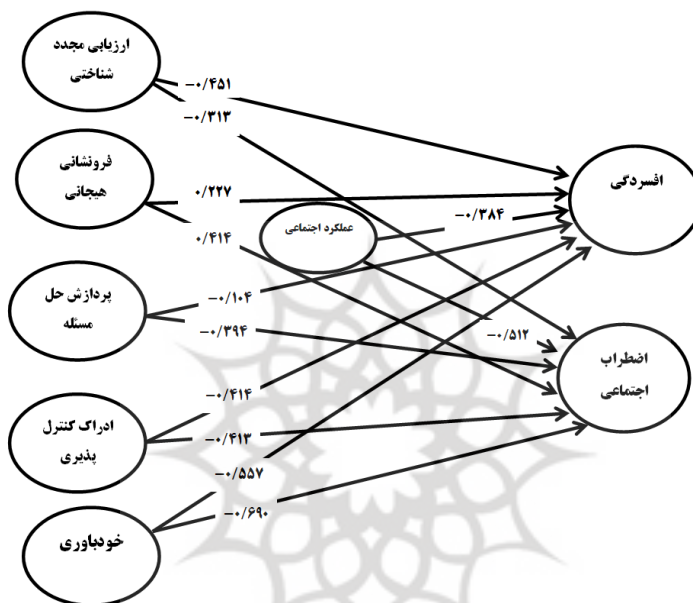 ارزیابی مجدد
شناختی
−۰/۴۵۱
−۰/۳۱۳
فرونشانی
هیجانی
۰/۲۲۷
۰/۴۱۴
عملکرد اجتماعی
−۰/۳۸۴
−۰/۵۱۲
افسردگی
پردازش حل
مسئله
−۰/۱۰۴
−۰/۳۹۴
اضطراب
اجتماعی
ادراک کنترل
پذیری
−۰/۴۱۴
−۰/۴۱۳
خودباوری
−۰/۵۵۷
−۰/۶۹۰